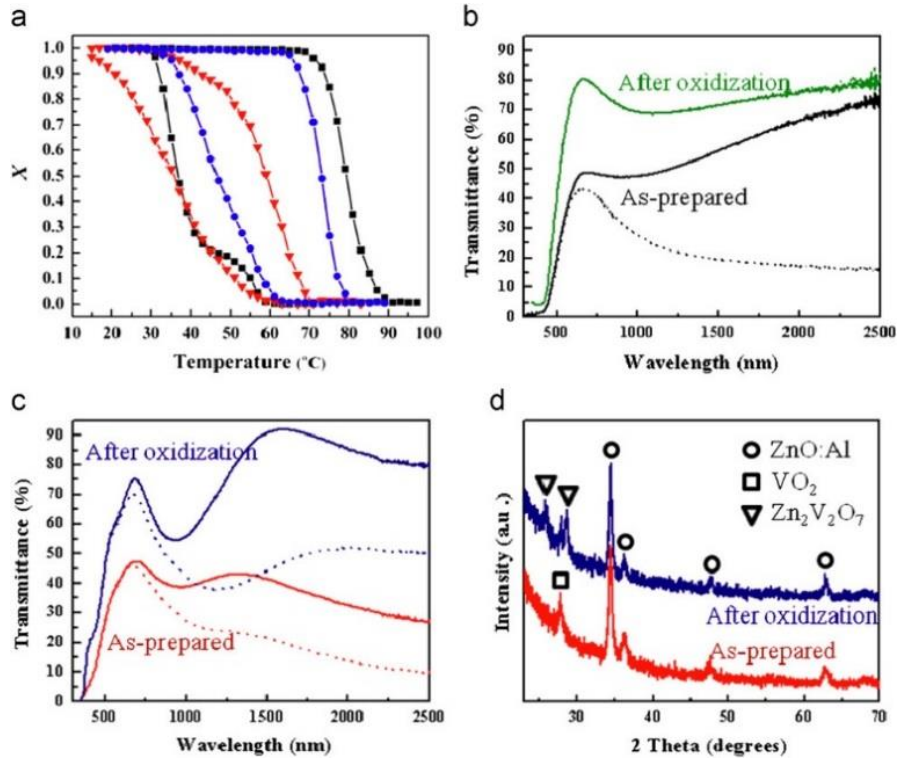 a
1.0
0.9
0.8
0.7
0.6
0.5
0.4
0.3
0.2
0.1
0.0
X
10 20 30 40 50 60 70 80 90 100
Temperature (°C)
b
90
80
70
60
50
40
30
20
10
0
Transmittance (%)
After oxidization
As-prepared
500 1000 1500 2000 2500
Wavelength (nm)
c
90
80
70
60
50
40
30
20
10
0
Transmittance (%)
After oxidization
As-prepared
500 1000 1500 2000 2500
Wavelength (nm)
d
Intensity (a.u.)
ZnO:Al
VO₂
Zn₂V₂O₇
After oxidization
As-prepared
30 40 50 60 70
2 Theta (degrees)